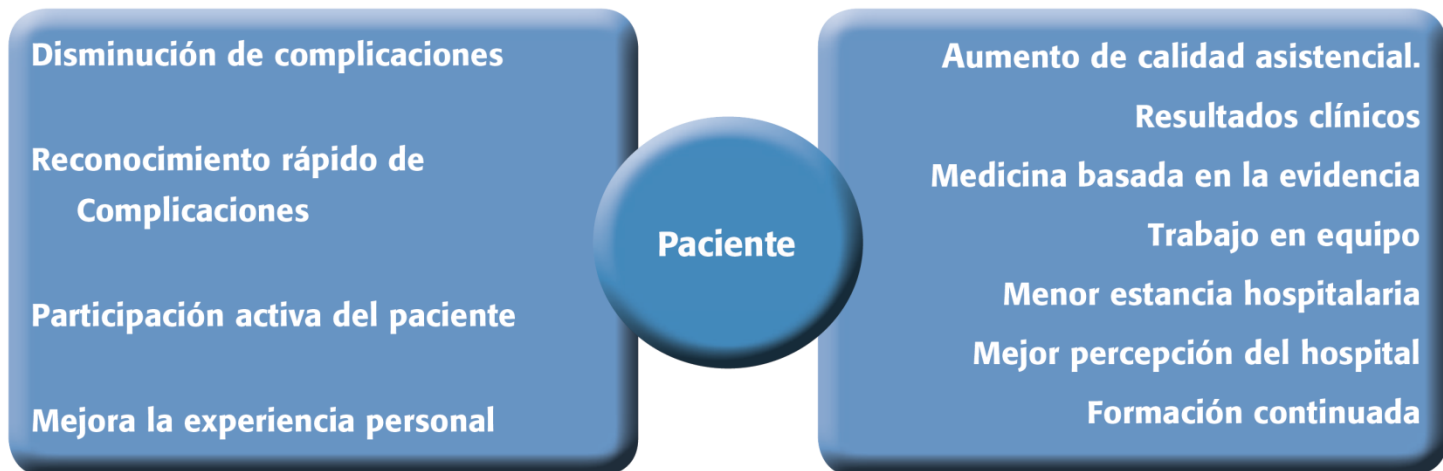 Disminución de complicaciones
Reconocimiento rápido de
Complicaciones
Participación activa del paciente
Mejora la experiencia personal
Paciente
Aumento de calidad asistencial.
Resultados clínicos
Medicina basada en la evidencia
Trabajo en equipo
Menor estancia hospitalaria
Mejor percepción del hospital
Formación continuada